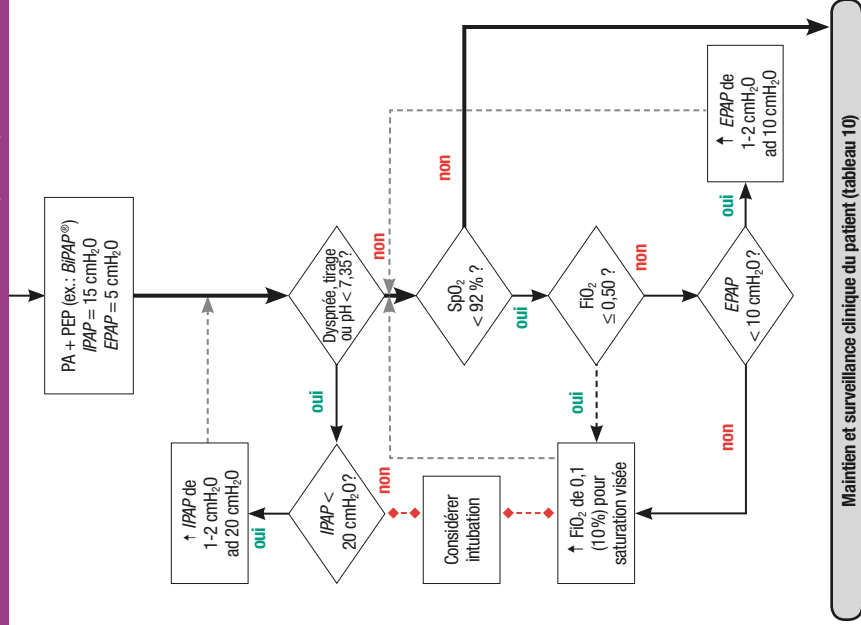 PA + PEP (ex.: BiPAP®)
IPAP = 15 cmH₂O
EPAP = 5 cmH₂O
Dyspnée, tirage
ou pH < 7,35?
oui
non
IPAP <
20 cmH₂O?
oui
non
↑ IPAP de
1-2 cmH₂O
ad 20 cmH₂O
Considérer
intubation
SpO₂
< 92 % ?
non
oui
FiO₂
≤ 0,50 ?
oui
non
↑ FiO₂ de 0,1
(10%) pour
saturation visée
EPAP
< 10 cmH₂O?
oui
non
↑ EPAP de
1-2 cmH₂O
ad 10 cmH₂O
Maintien et surveillance clinique du patient (tableau 10)